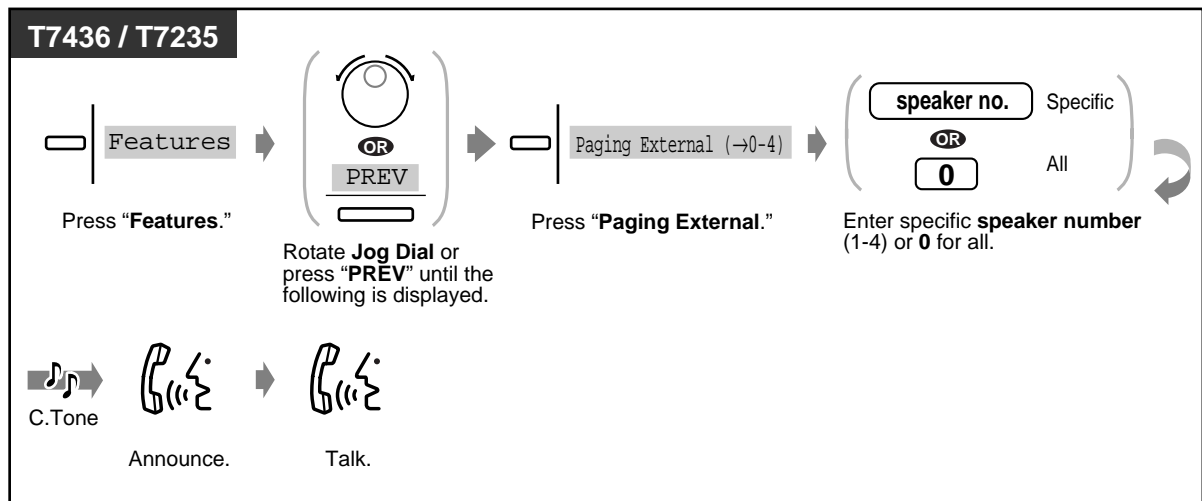 T7436 / T7235
Features
OR
PREV
Paging External (→0-4)
speaker no. Specific
OR
0 All
Press “Features.”
Rotate Jog Dial or
press “PREV” until the
following is displayed.
Press “Paging External.”
Enter specific speaker number
(1-4) or 0 for all.
C.Tone
Announce.
Talk.